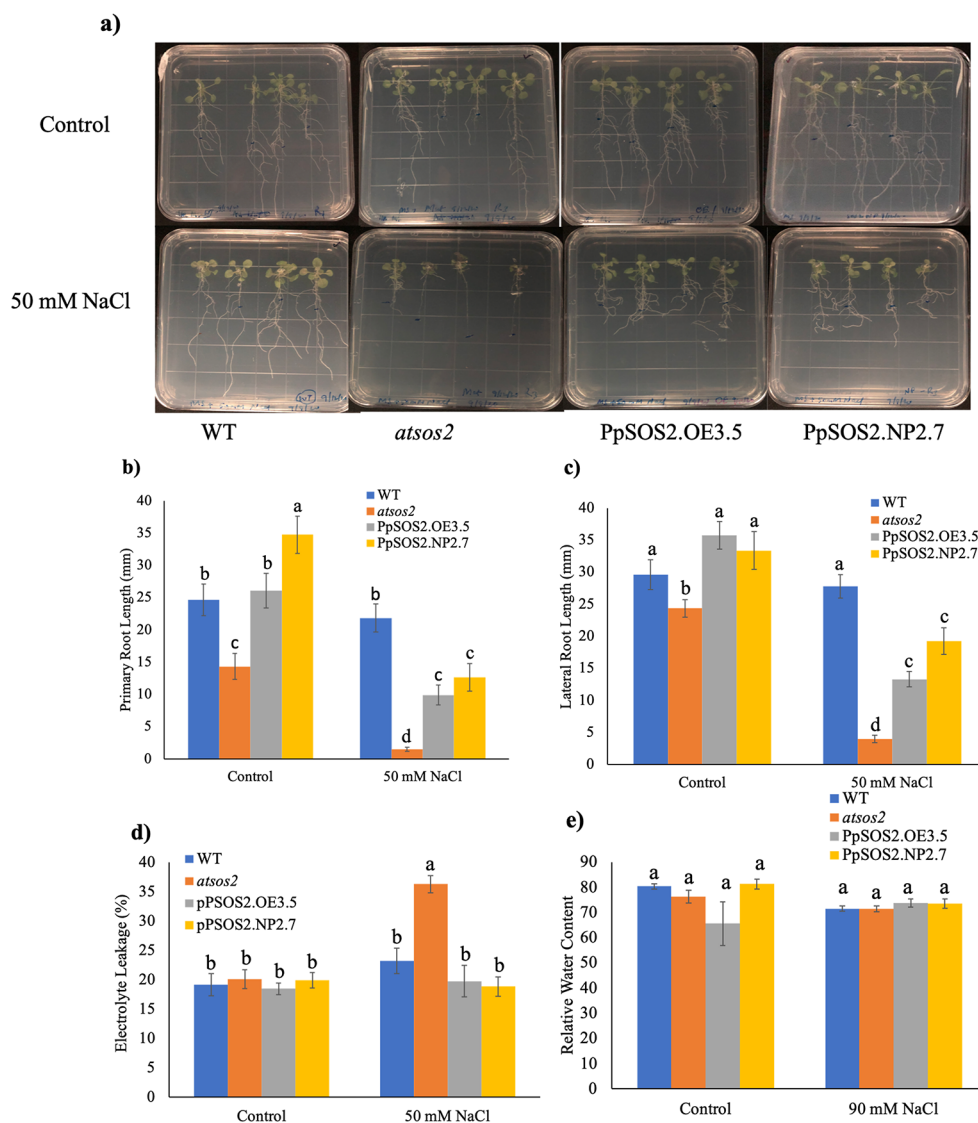 a)
Control
50 mM NaCl
WT
atsos2
PpSOS2.OE3.5
PpSOS2.NP2.7
b)
WT
atsos2
PpSOS2.OE3.5
PpSOS2.NP2.7
Primary Root Length (mm)
40
35
30
25
20
15
10
5
0
b
c
b
a
b
d
c
c
Control
50 mM NaCl
c)
WT
atsos2
PpSOS2.OE3.5
PpSOS2.NP2.7
Lateral Root Length (mm)
40
35
30
25
20
15
10
5
0
a
b
a
a
a
d
c
c
Control
50 mM NaCl
d)
WT
atsos2
pPSOS2.OE3.5
pPSOS2.NP2.7
Electrolyte Leakage (%)
40
35
30
25
20
15
10
5
0
b
b
b
b
b
a
b
b
Control
50 mM NaCl
e)
WT
atsos2
PpSOS2.OE3.5
PpSOS2.NP2.7
Relative Water Content
90
80
70
60
50
40
30
20
10
0
a
a
a
a
a
a
a
a
Control
90 mM NaCl